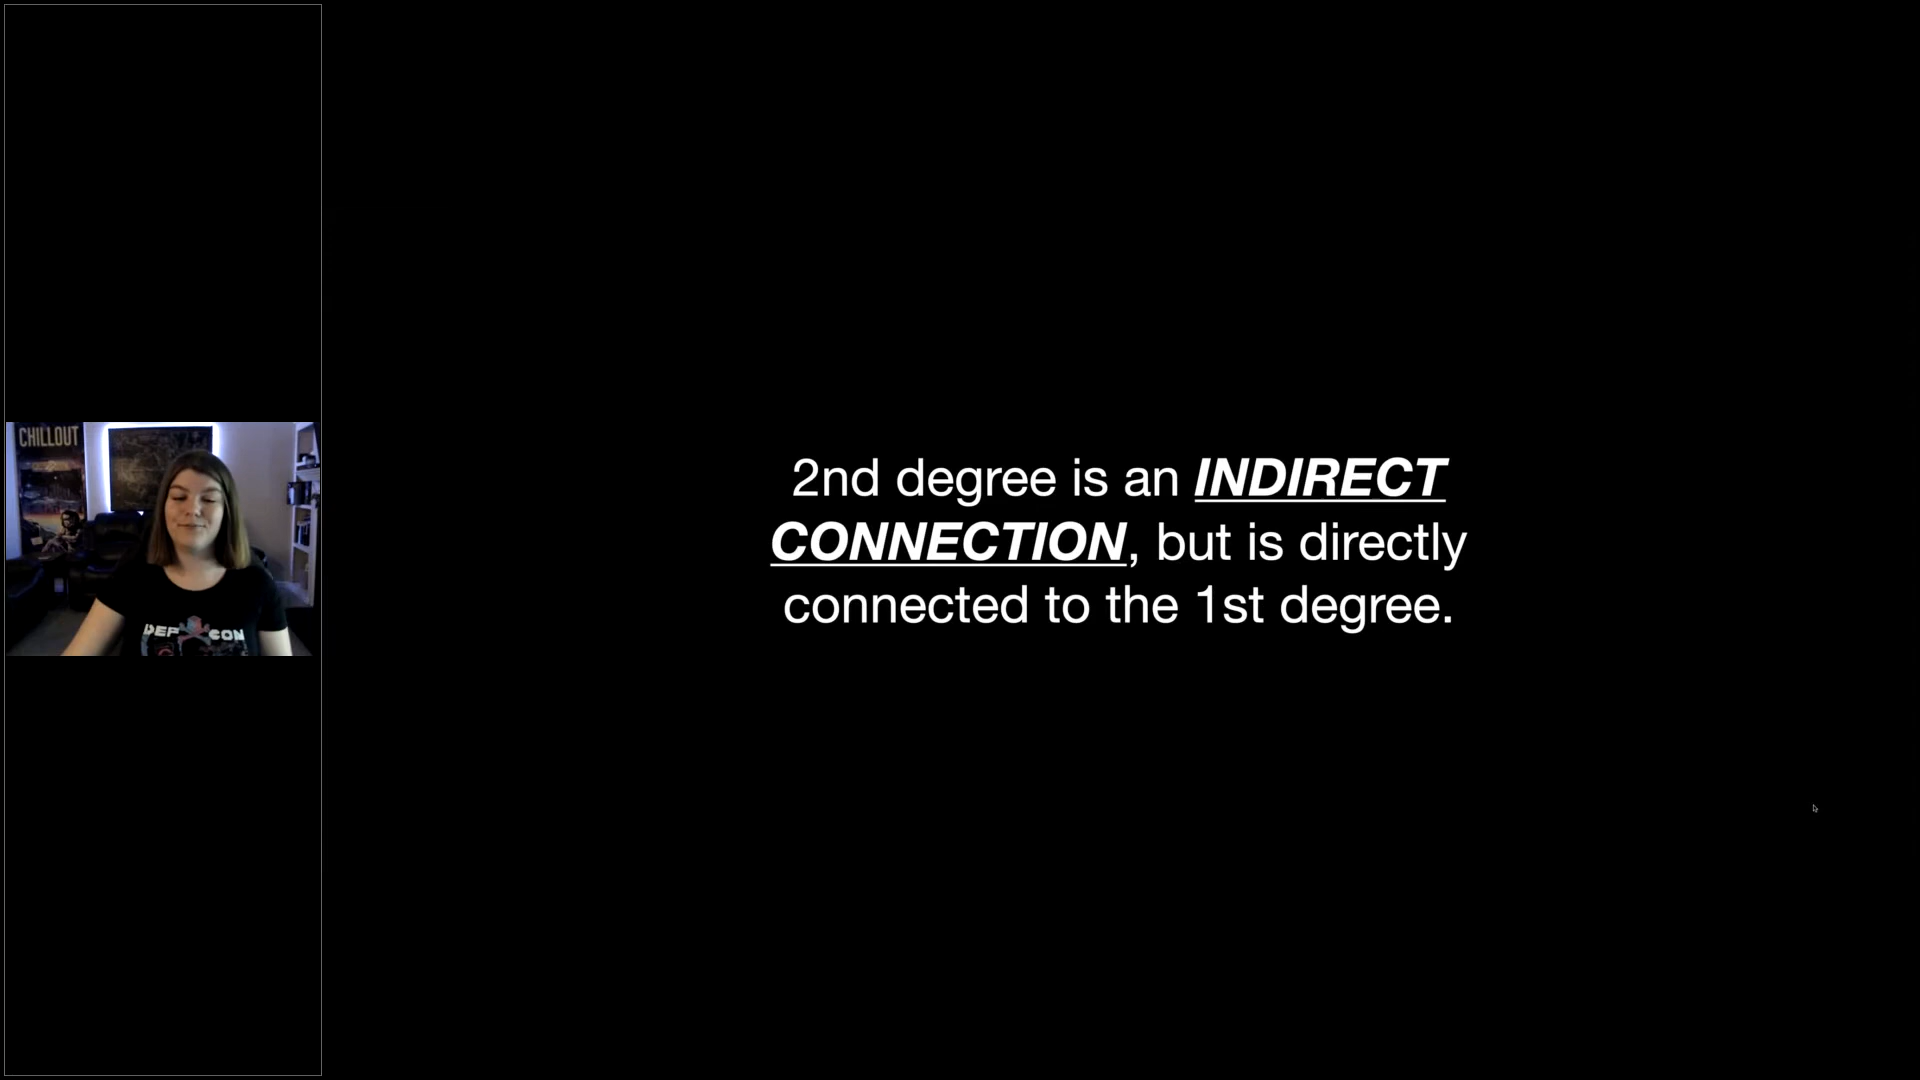 CHILLOUT
DEF CON
2nd degree is an INDIRECT
CONNECTION, but is directly
connected to the 1st degree.